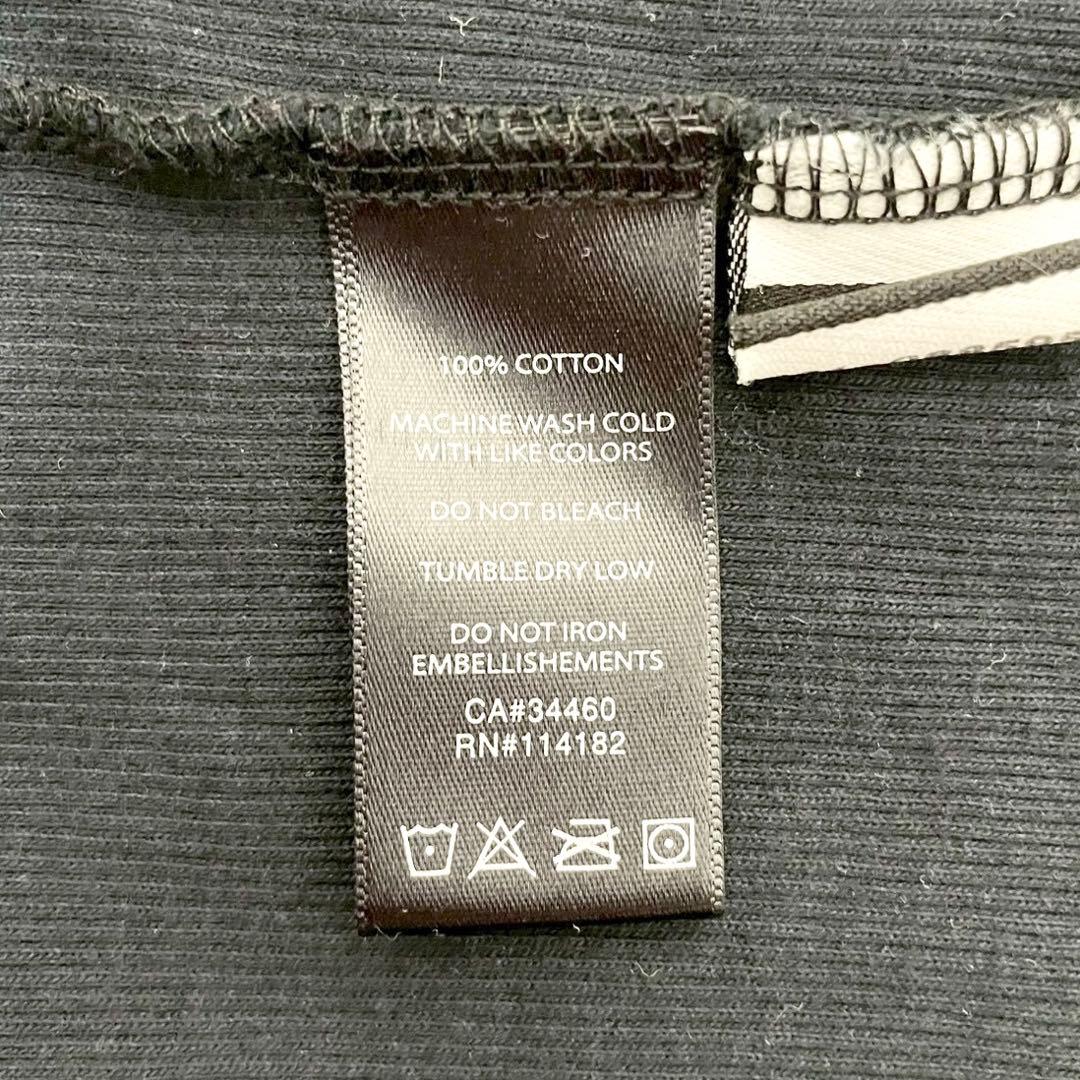 100% COTTON
MACHINE WASH COLD
WITH LIKE COLORS
DO NOT BLEACH
TUMBLE DRY LOW
DO NOT IRON
EMBELLISHEMENTS
CA#34460
RN#114182